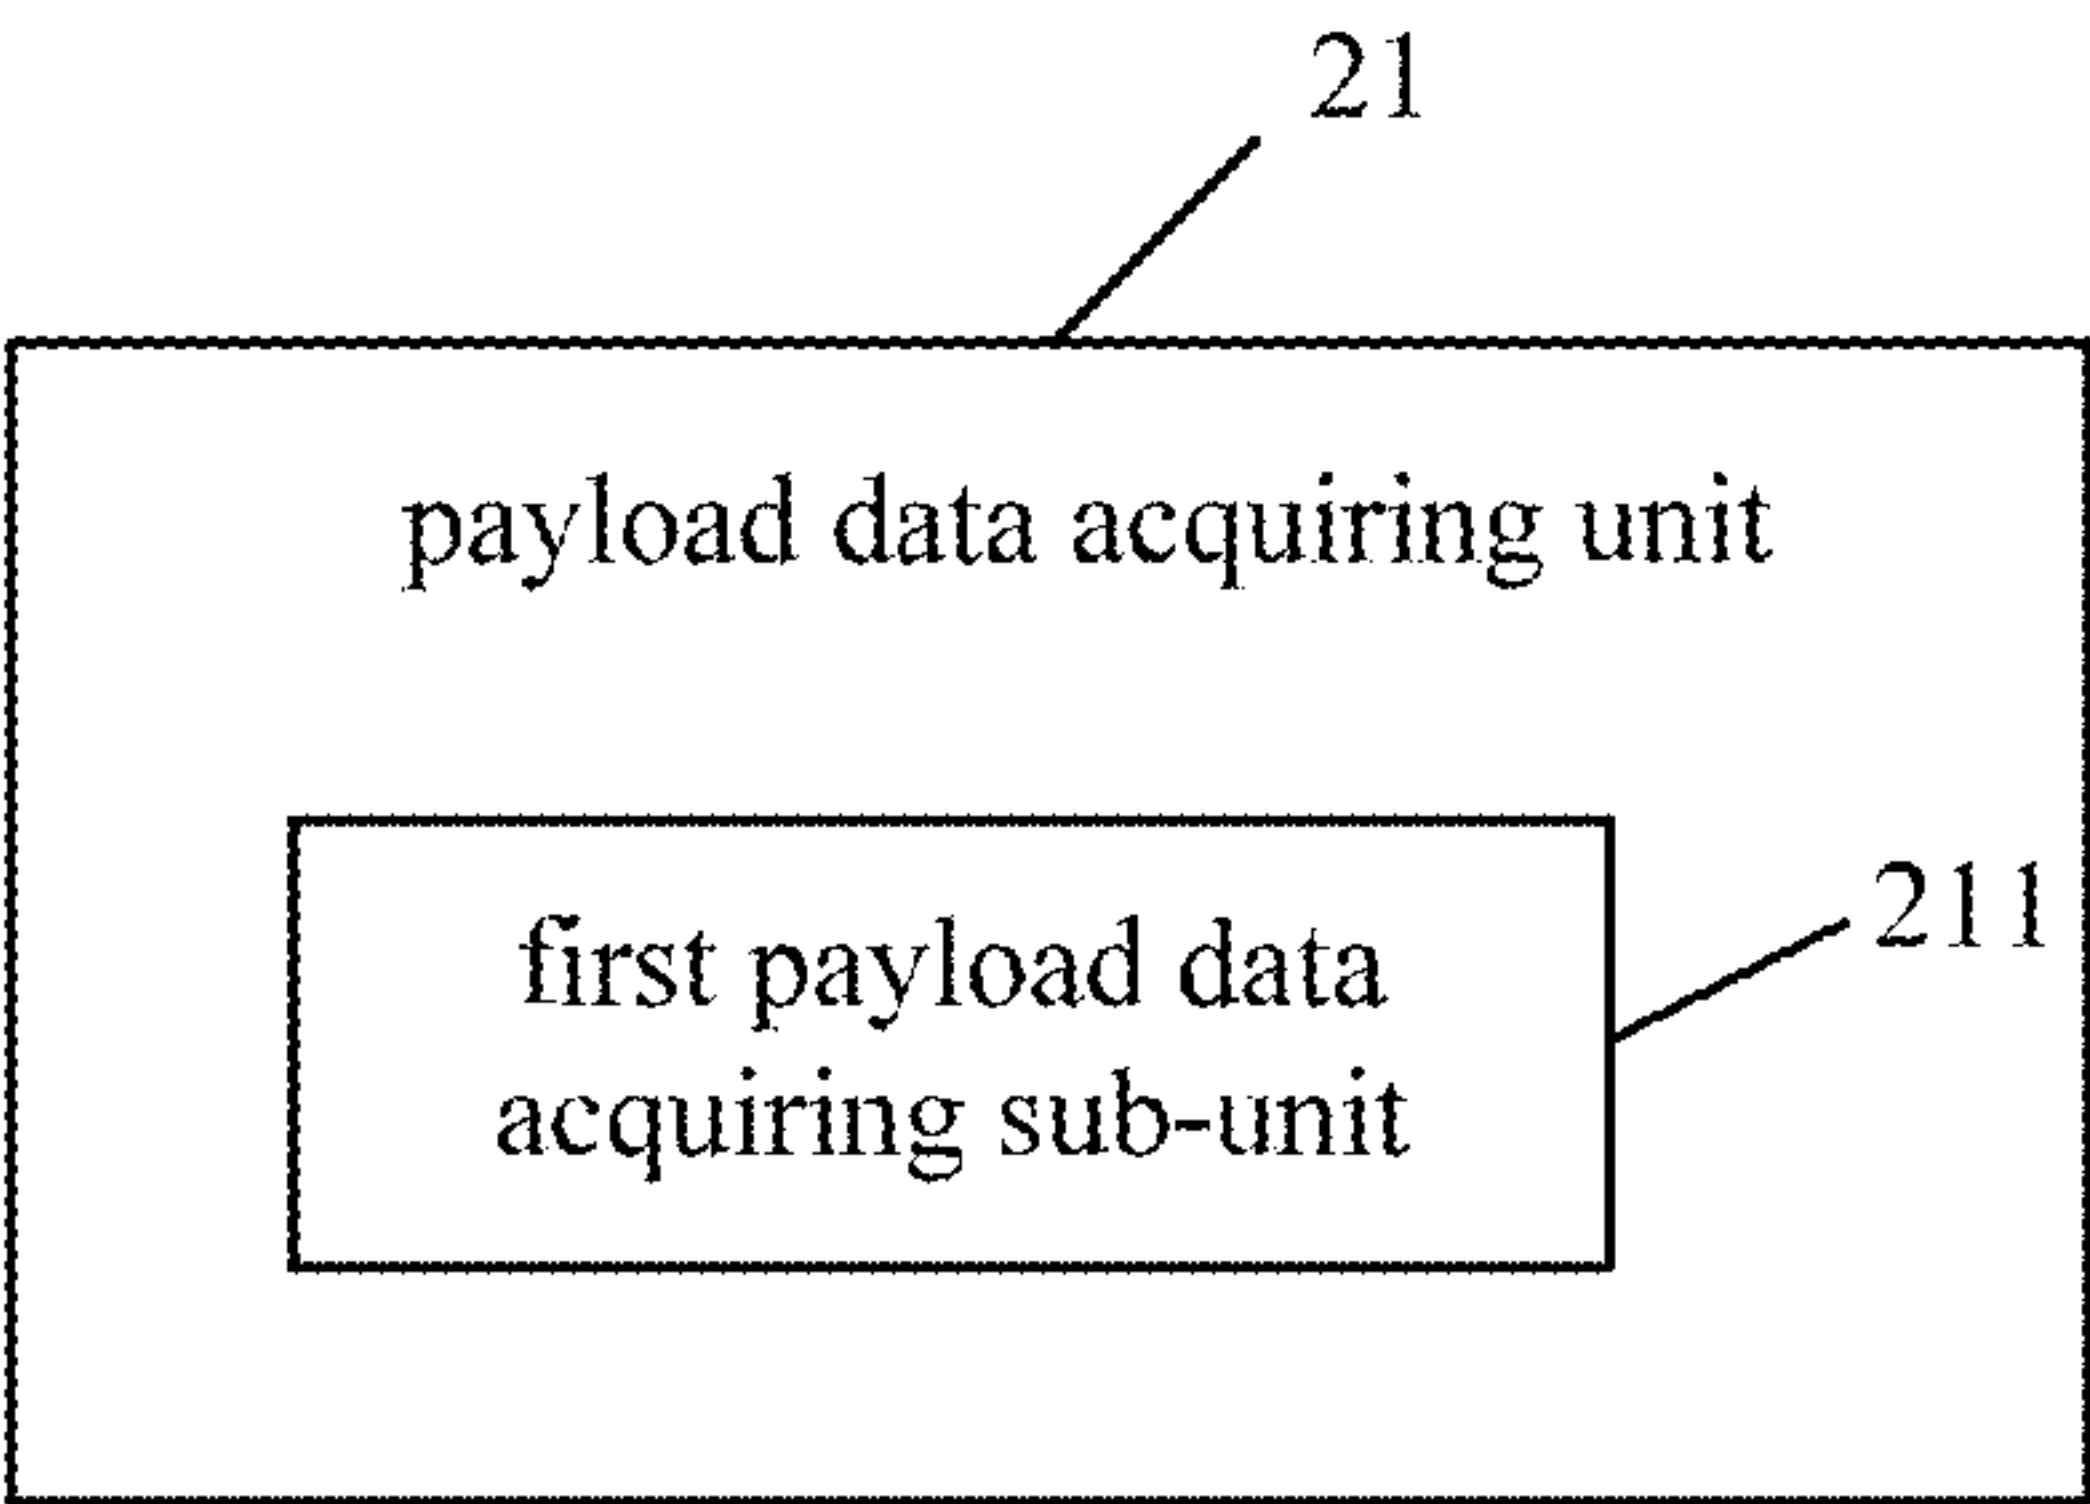 21
payload data acquiring unit
first payload data
211
acquiring sub-unit